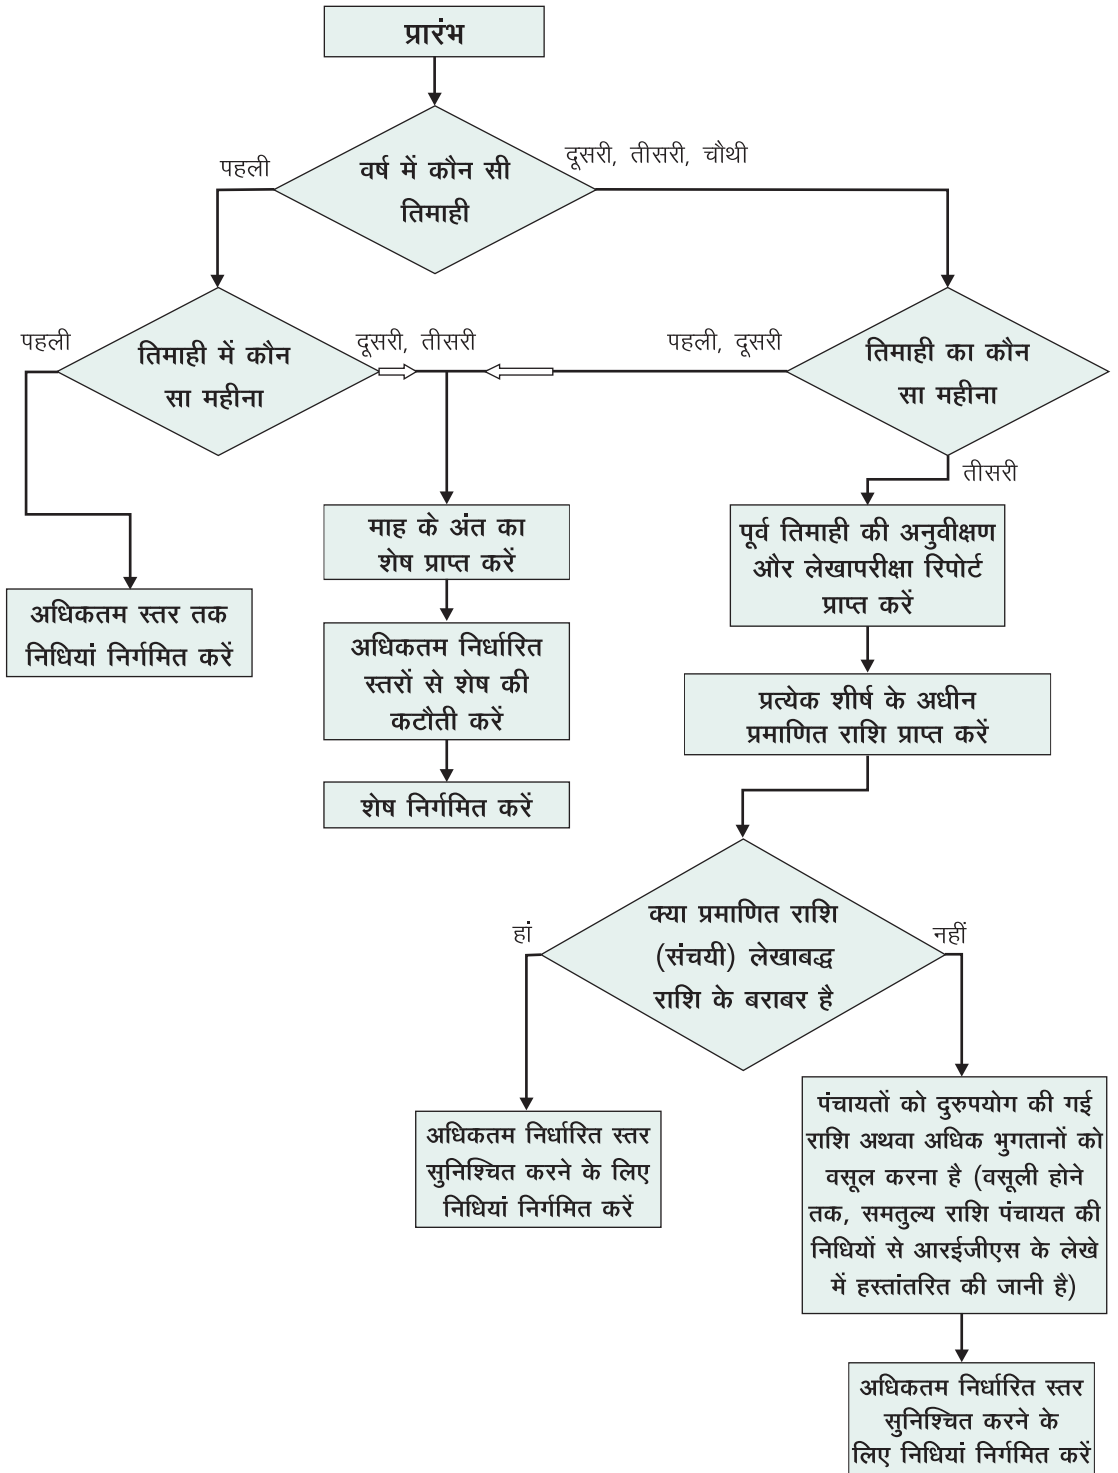 प्रारंभ
पहली
दूसरी, तीसरी, चौथी
वर्ष में कौन सी
तिमाही
पहली
तिमाही में कौन
सा महीना
दूसरी, तीसरी
पहली, दूसरी
तिमाही का कौन
सा महीना
तीसरी
अधिकतम स्तर तक
निधियां निर्गमित करें
माह के अंत का
शेष प्राप्त करें
अधिकतम निर्धारित
स्तरों से शेष की
कटौती करें
शेष निर्गमित करें
पूर्व तिमाही की अनुवीक्षण
और लेखापरीक्षा रिपोर्ट
प्राप्त करें
प्रत्येक शीर्ष के अधीन
प्रमाणित राशि प्राप्त करें
हां
क्या प्रमाणित राशि
(संचयी) लेखाबद्ध
राशि के बराबर है
नहीं
अधिकतम निर्धारित स्तर
सुनिश्चित करने के लिए
निधियां निर्गमित करें
पंचायतों को दुरुपयोग की गई
राशि अथवा अधिक भुगतानों को
वसूल करना है (वसूली होने
तक, समतुल्य राशि पंचायत की
निधियों से आरईजीएस के लेखे
में हस्तांतरित की जानी है)
अधिकतम निर्धारित स्तर
सुनिश्चित करने के
लिए निधियां निर्गमित करें